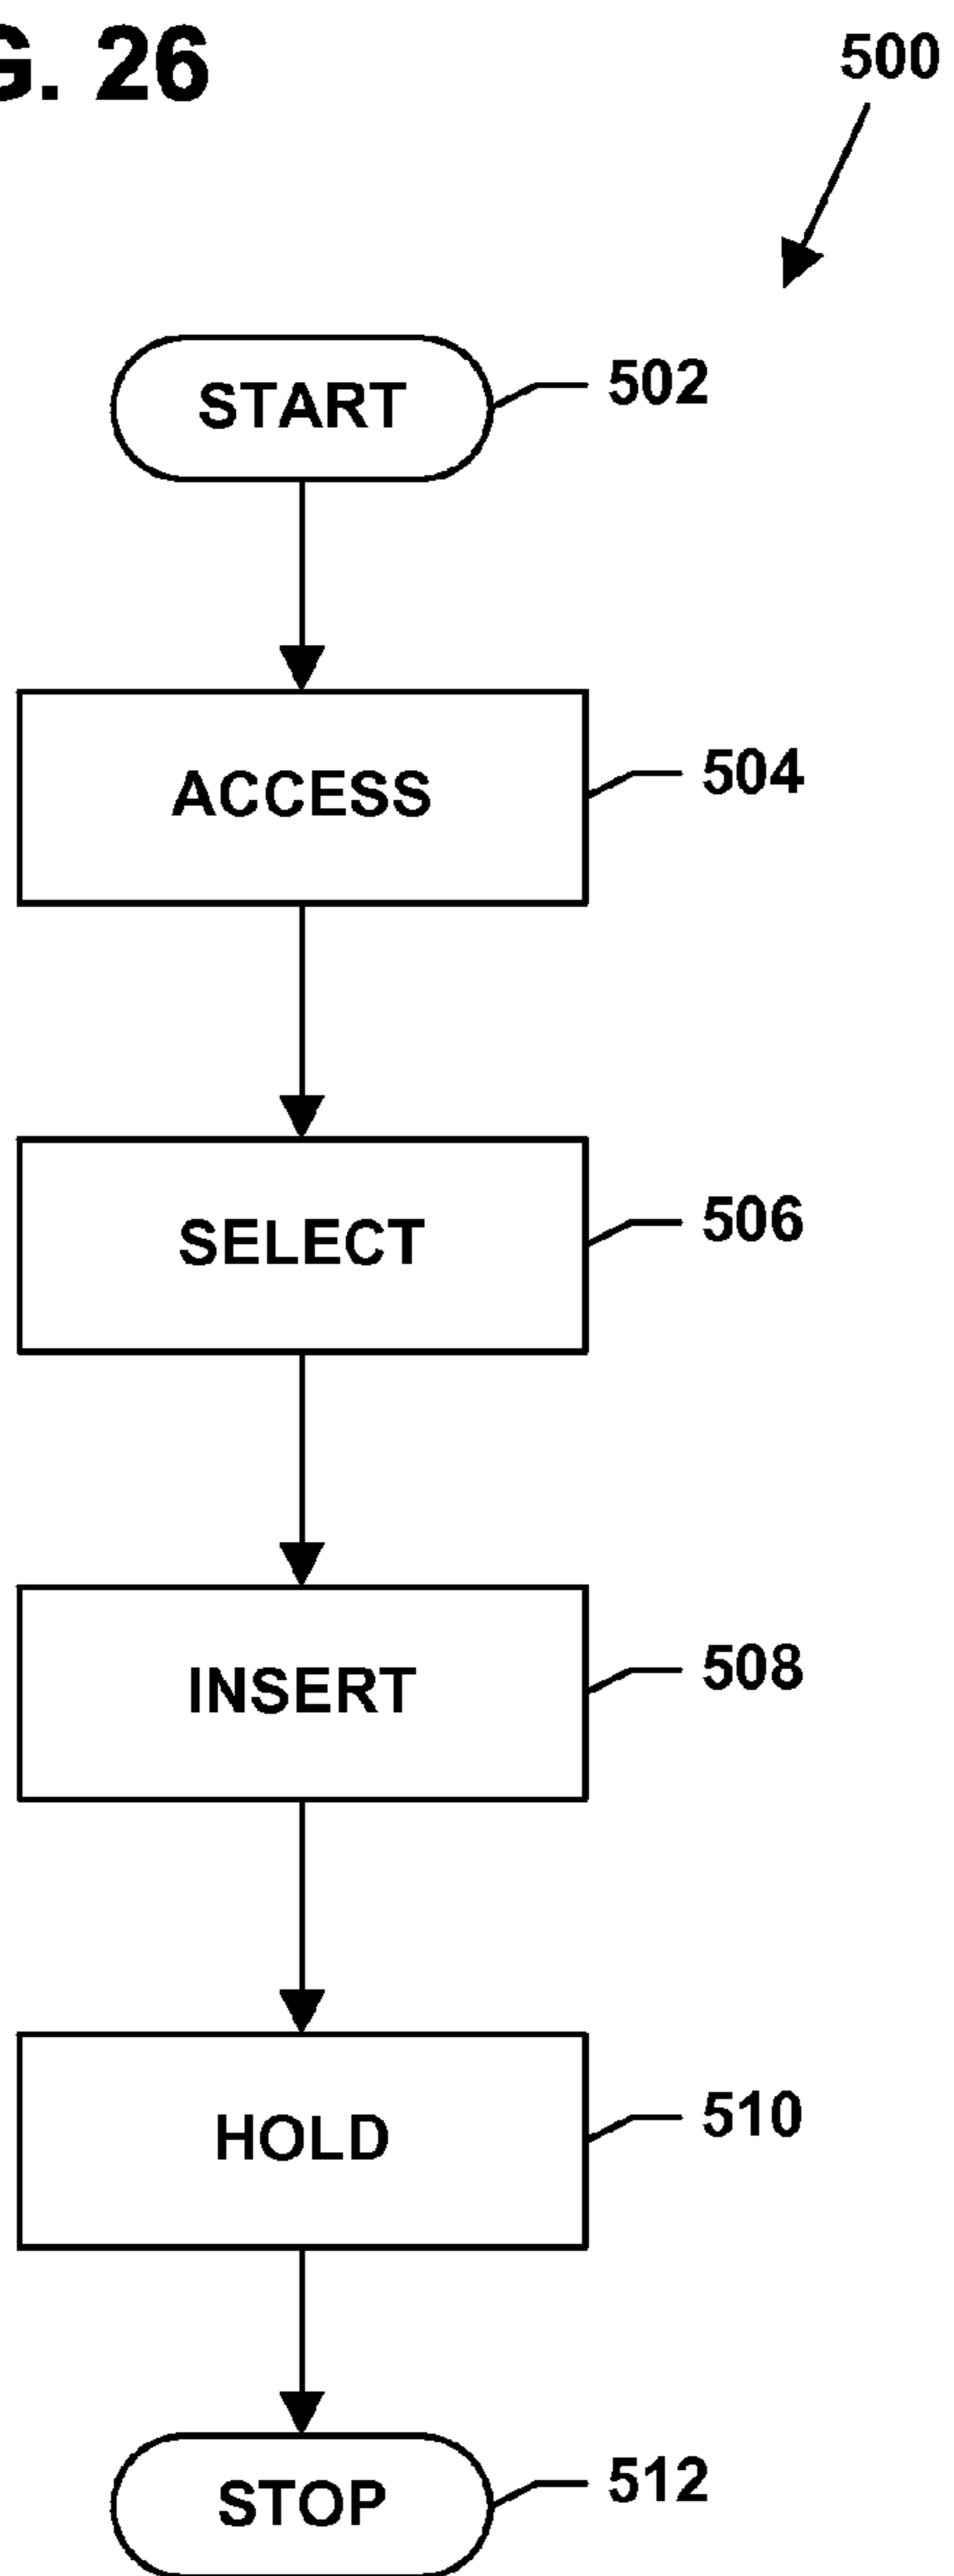 G. 26
500
START
502
ACCESS
504
SELECT
506
INSERT
508
HOLD
510
STOP
512